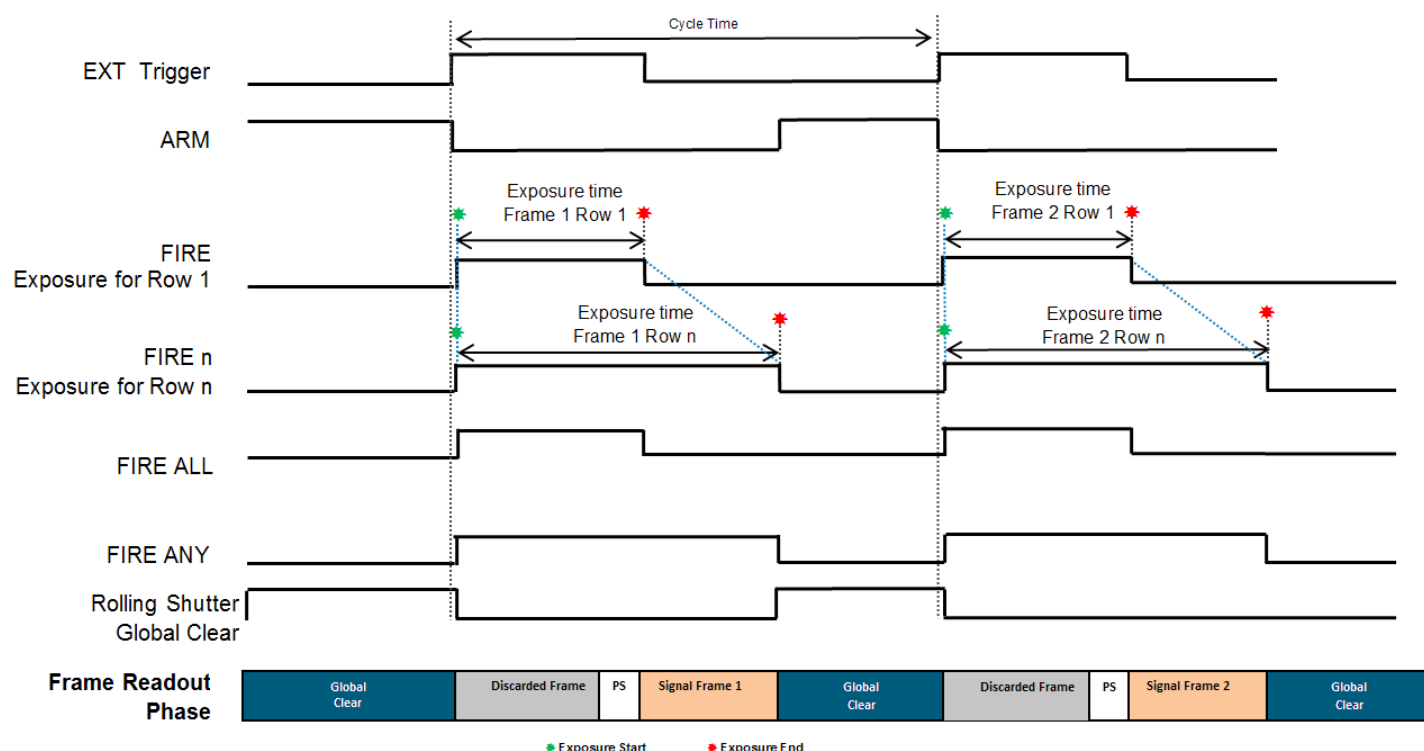 Cycle Time
EXT Trigger
ARM
Exposure time
Frame 1 Row 1
Exposure time
Frame 2 Row 1
FIRE
Exposure for Row 1
Exposure time
Frame 1 Row n
Exposure time
Frame 2 Row n
FIRE n
Exposure for Row n
FIRE ALL
FIRE ANY
Rolling Shutter
Global Clear
Frame Readout
Phase
Global
Clear
Discarded Frame
PS
Signal Frame 1
Global
Clear
Discarded Frame
PS
Signal Frame 2
Global
Clear
Exposure Start
Exposure End